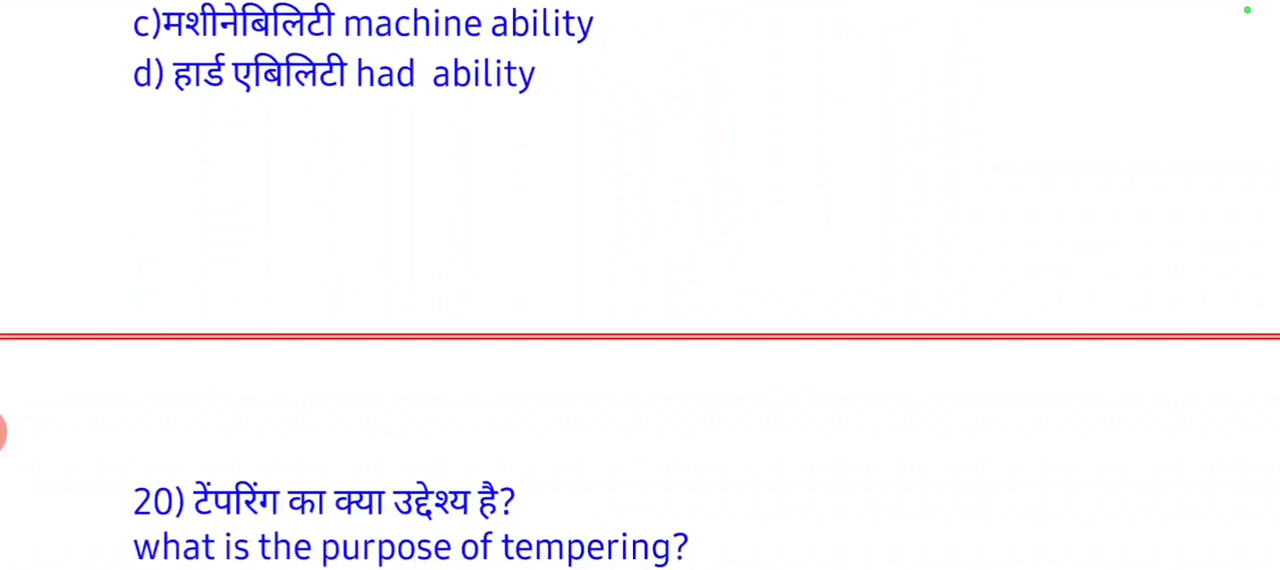 c)मशीनेबिलिटी machine ability
d) हार्ड एबिलिटी had ability
20) टेंपरिंग का क्या उद्देश्य है?
what is the purpose of tempering?